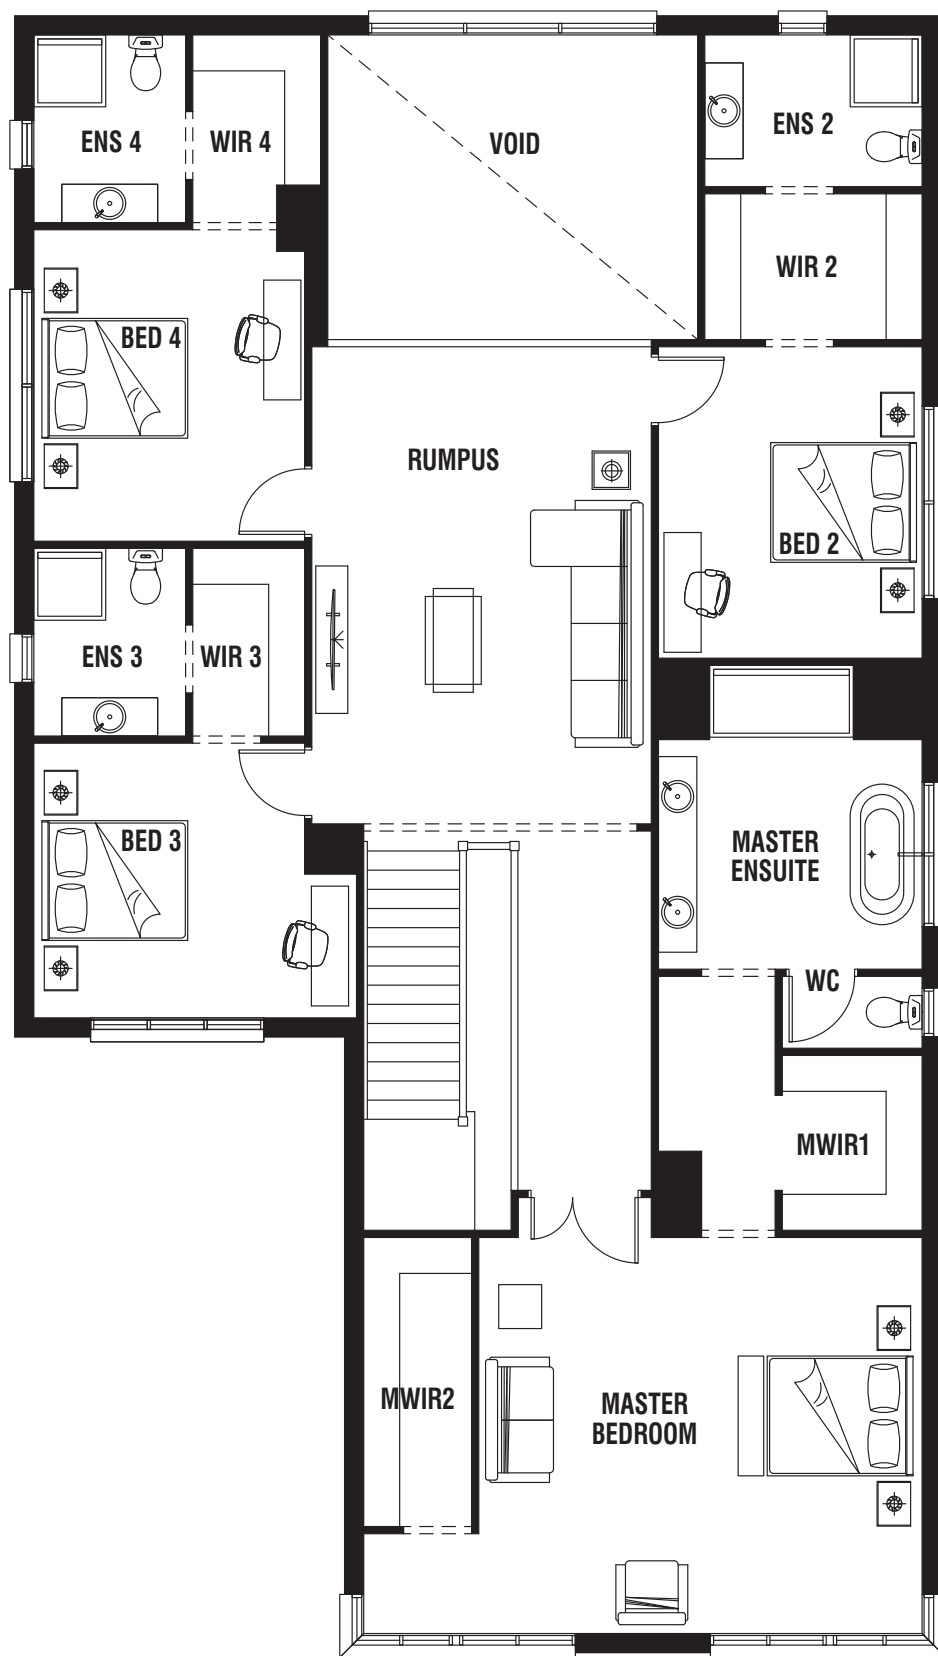 ENS 4
WIR 4
VOID
ENS 2
WIR 2
BED 4
RUMPUS
BED 2
ENS 3
WIR 3
BED 3
MASTER
ENSUITE
WC
MWIR1
MWIR2
MASTER
BEDROOM